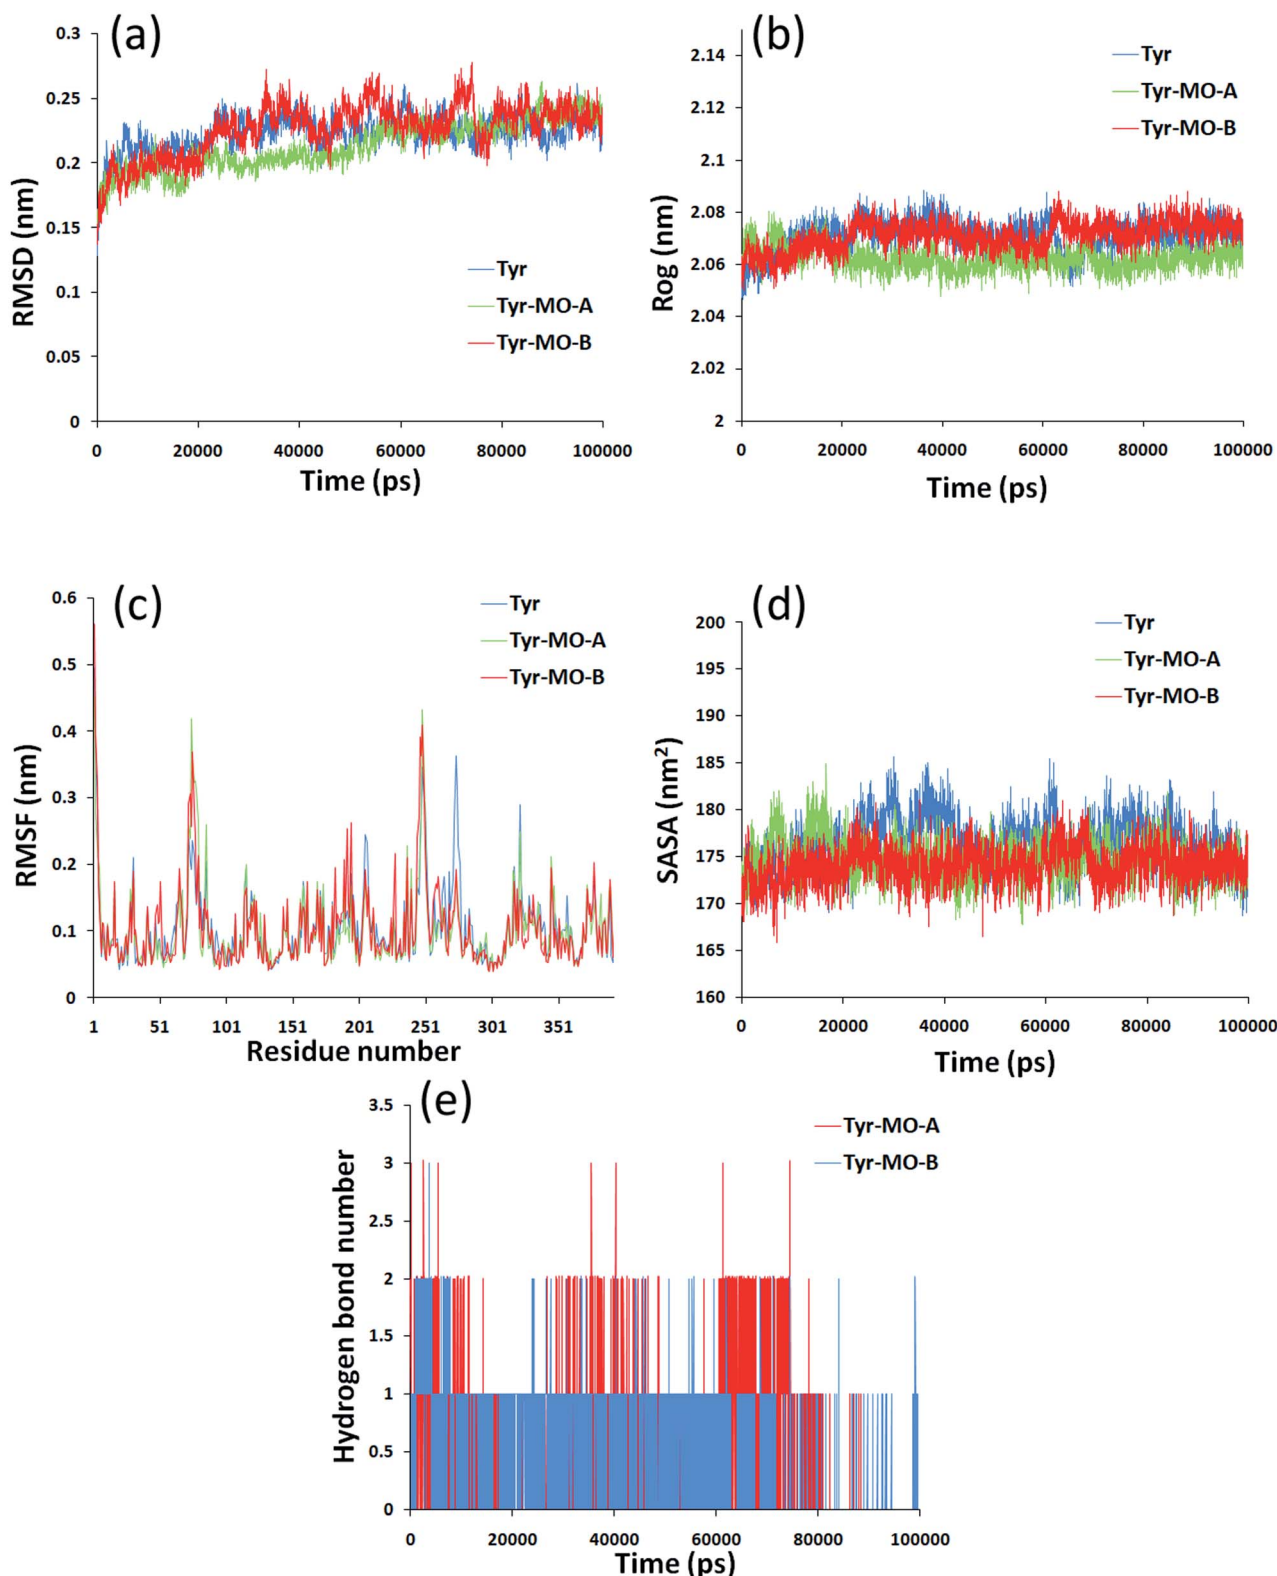 (a)
0.3
0.25
0.2
0.15
0.1
0.05
0
RMSD (nm)
Tyr
Tyr-MO-A
Tyr-MO-B
0 20000 40000 60000 80000 100000
Time (ps)
(b)
2.14
2.12
2.1
2.08
2.06
2.04
2.02
2
Rog (nm)
Tyr
Tyr-MO-A
Tyr-MO-B
0 20000 40000 60000 80000 100000
Time (ps)
(c)
0.6
0.5
0.4
0.3
0.2
0.1
0
RMSF (nm)
Tyr
Tyr-MO-A
Tyr-MO-B
1 51 101 151 201 251 301 351
Residue number
(d)
200
195
190
185
180
175
170
165
160
SASA (nm²)
Tyr
Tyr-MO-A
Tyr-MO-B
0 20000 40000 60000 80000 100000
Time (ps)
(e)
3.5
3
2.5
2
1.5
1
0.5
0
Hydrogen bond number
Tyr-MO-A
Tyr-MO-B
0 20000 40000 60000 80000 100000
Time (ps)